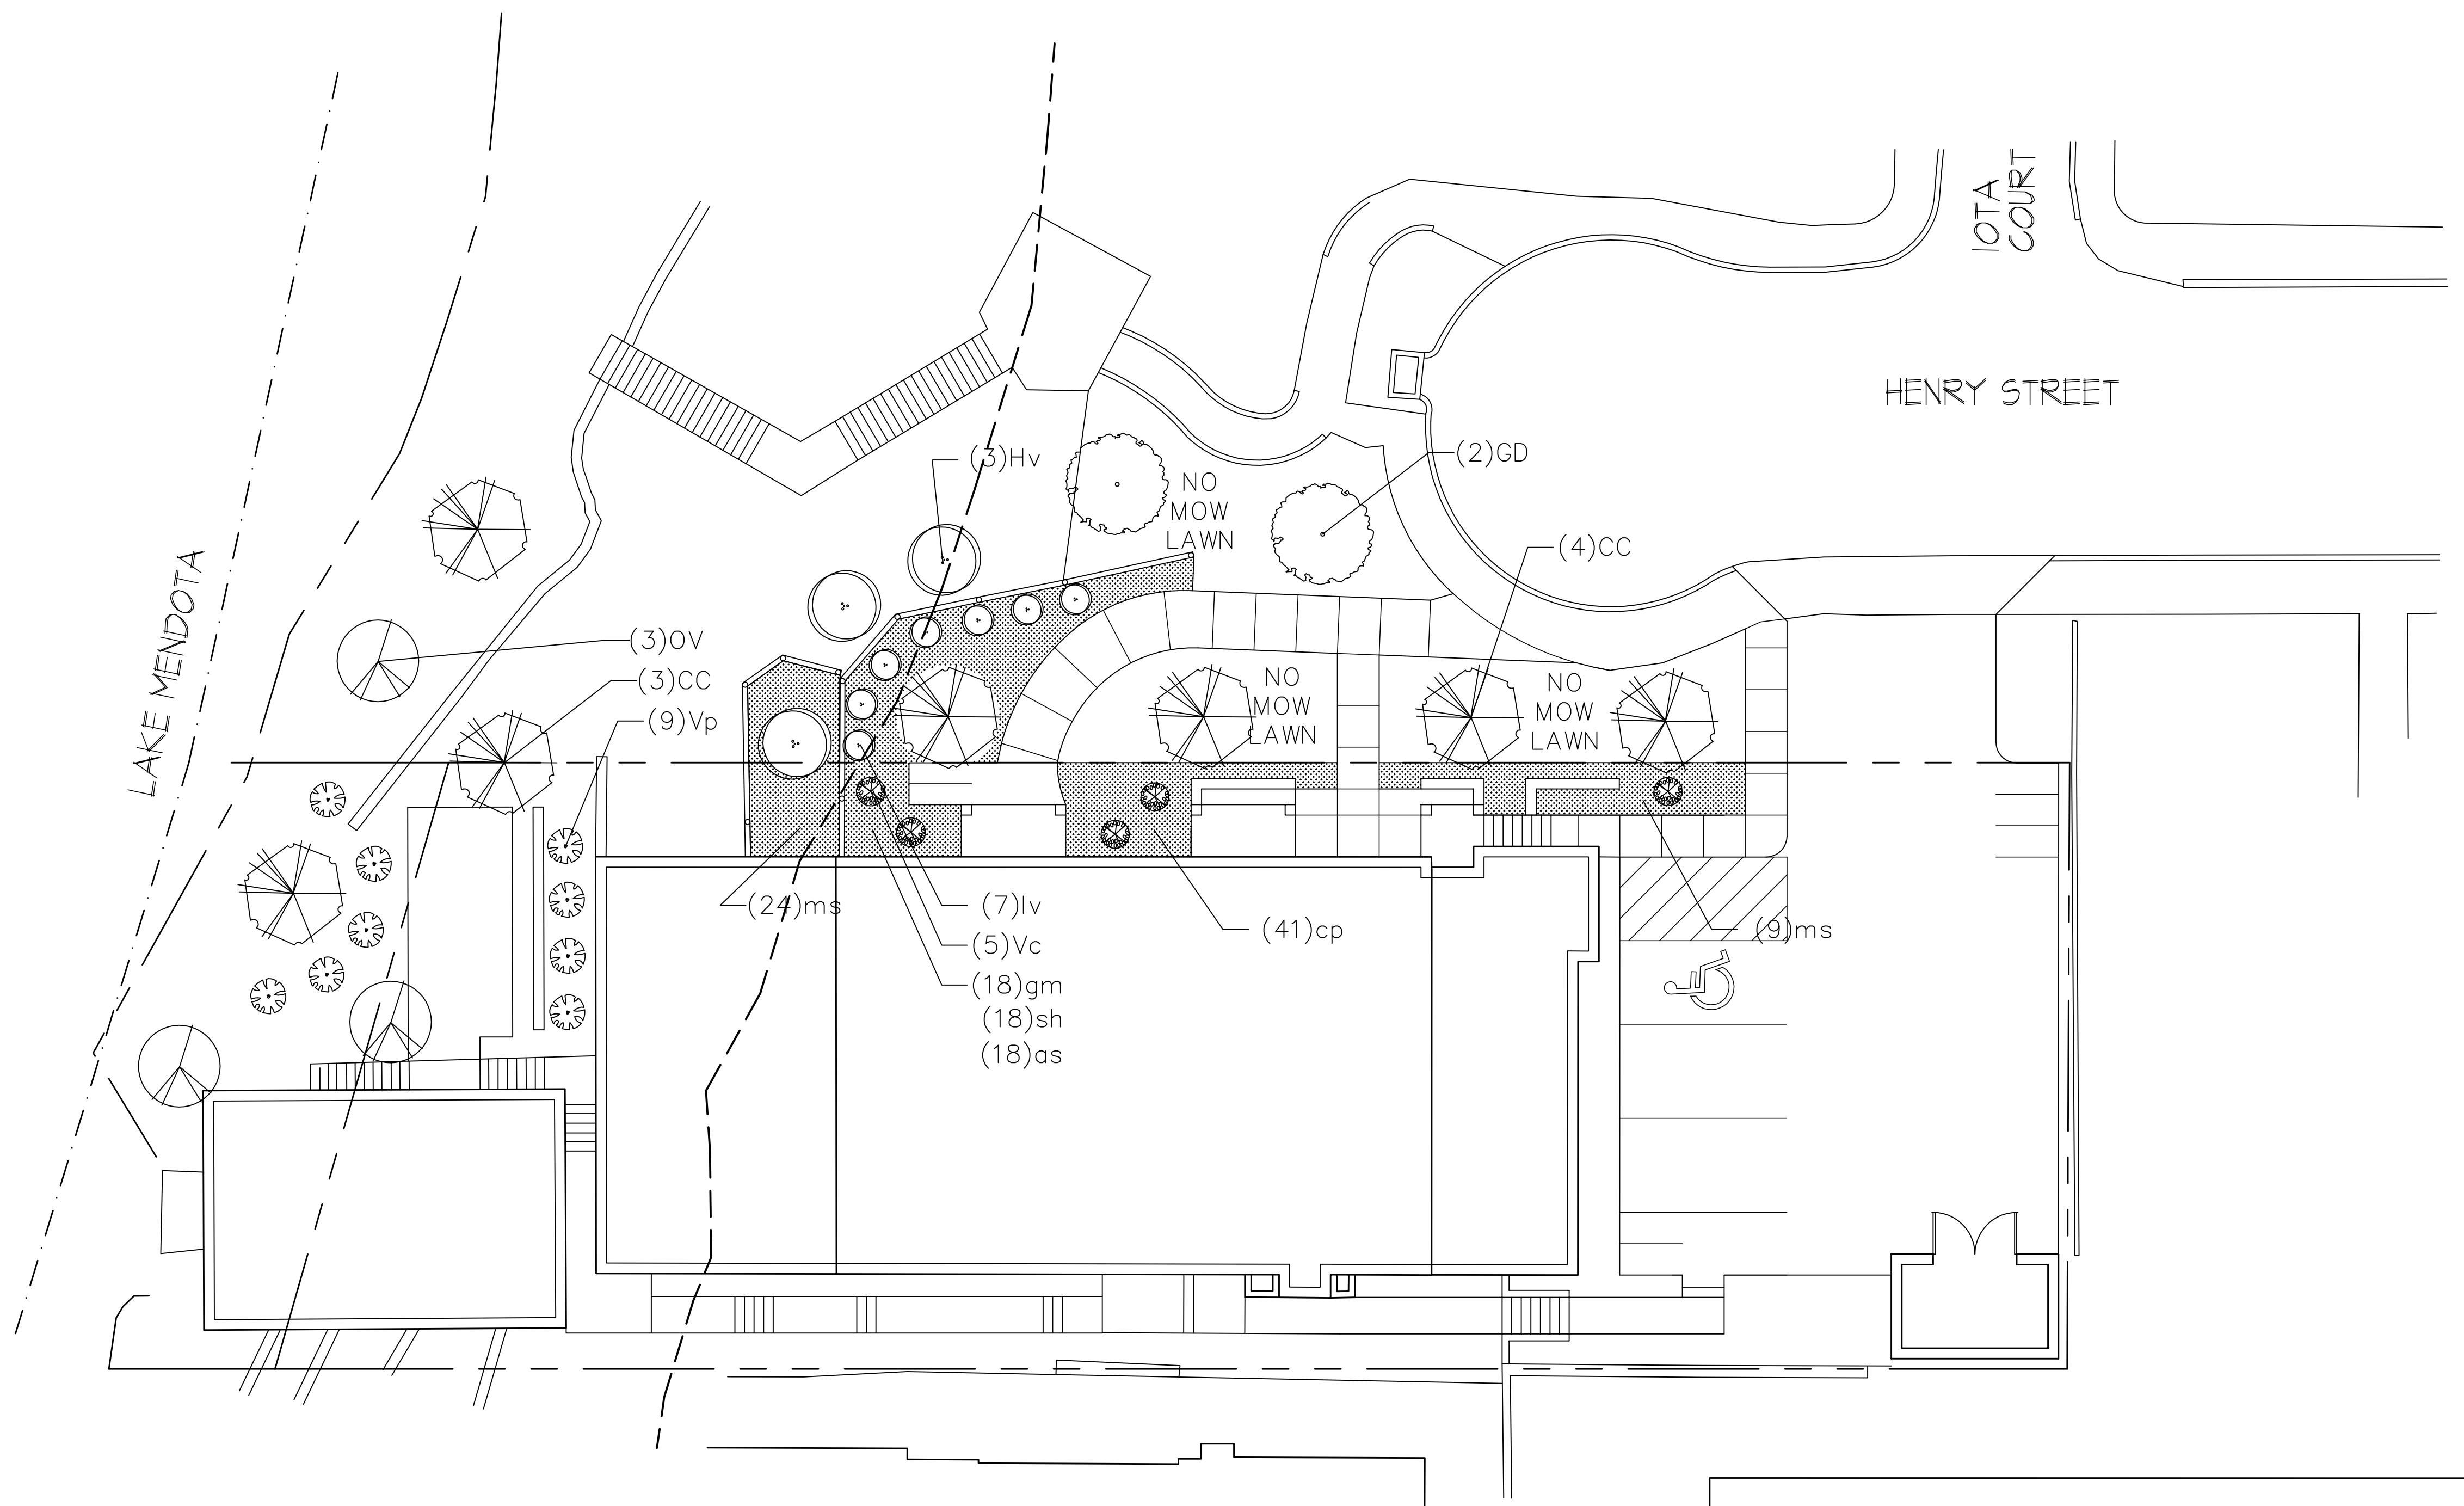 IOTA
COURT
HENRY STREET
LAKE MENDOTA
(3)Hv
(2)GD
NO
MOW
LAWN
(4)CC
(3)OV
(3)CC
(9)Vp
NO
MOW
LAWN
NO
MOW
LAWN
(24)ms
(7)Iv
(5)Vc
(18)gm
(18)sh
(18)as
(41)cp
(9)ms